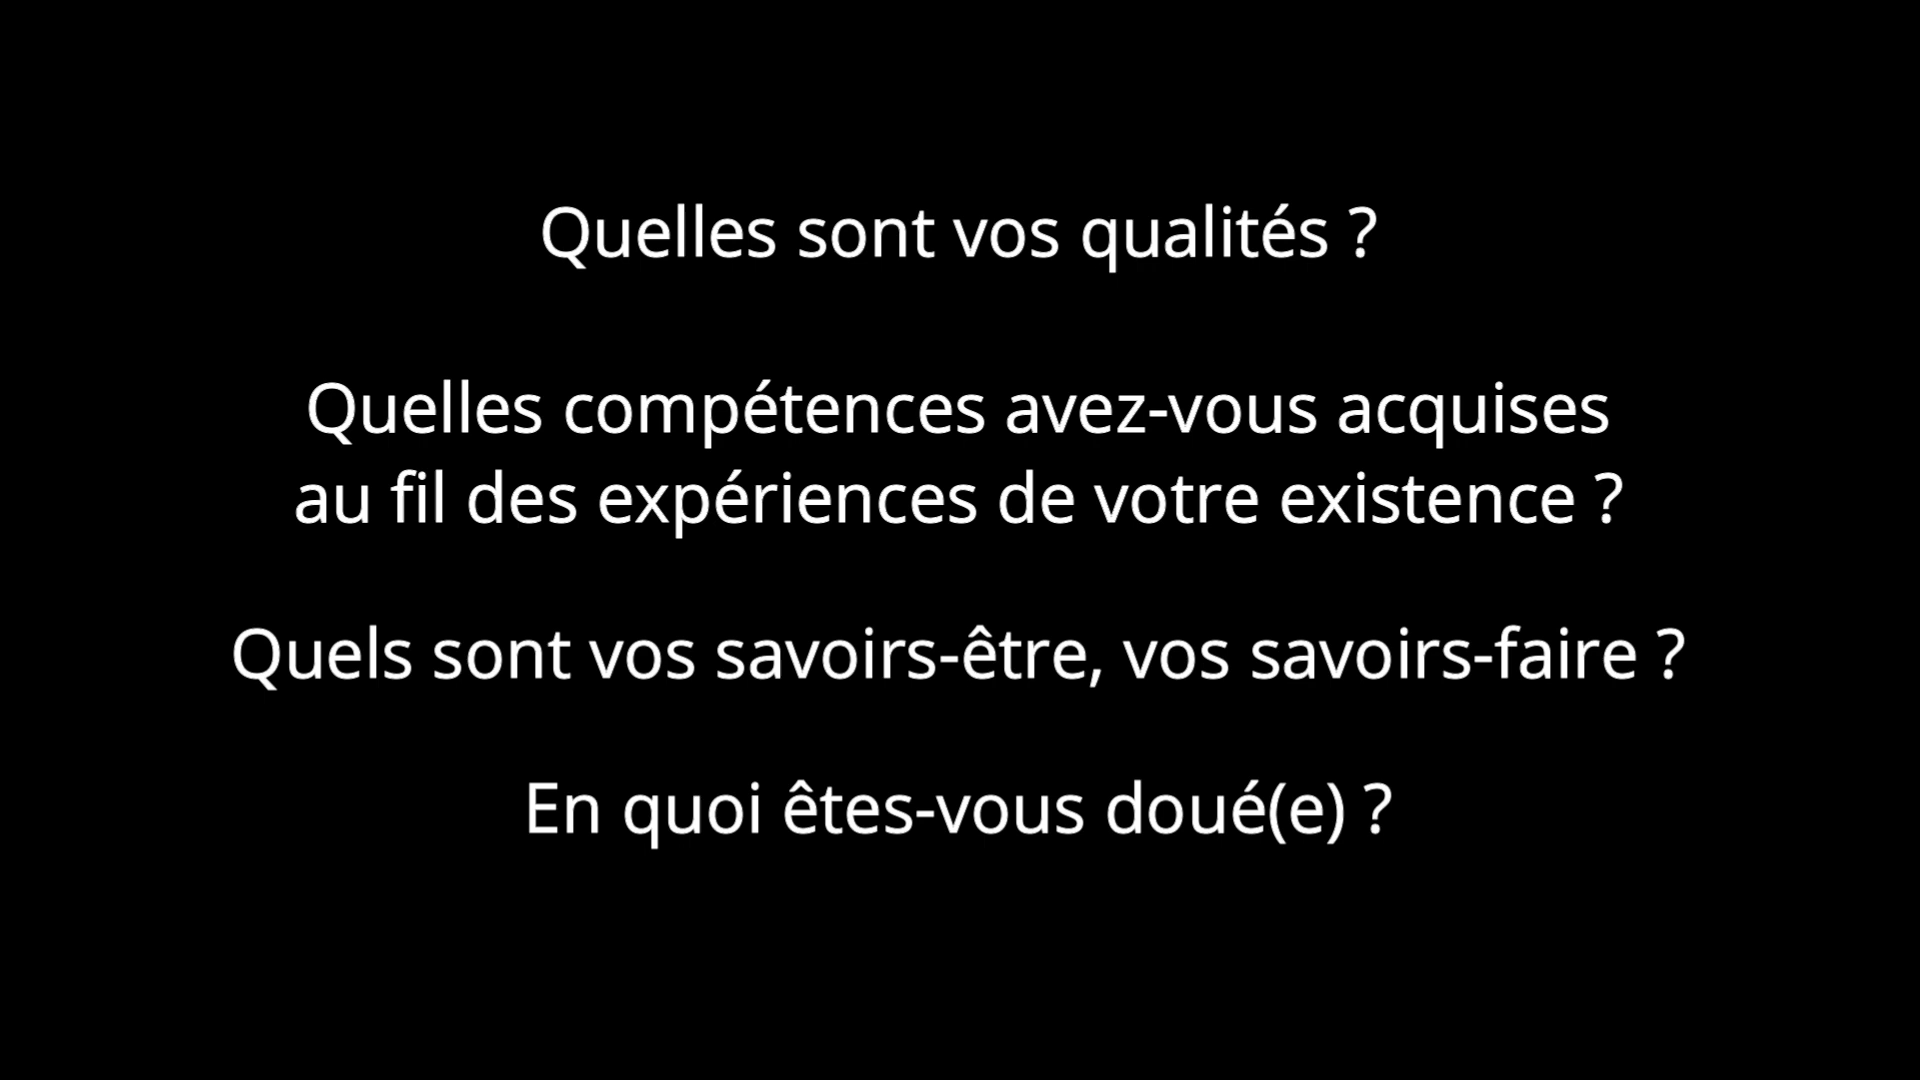 Quelles sont vos qualités ?
Quelles compétences avez-vous acquises
au fil des expériences de votre existence ?
Quels sont vos savoirs-être, vos savoirs-faire ?
En quoi êtes-vous doué(e) ?